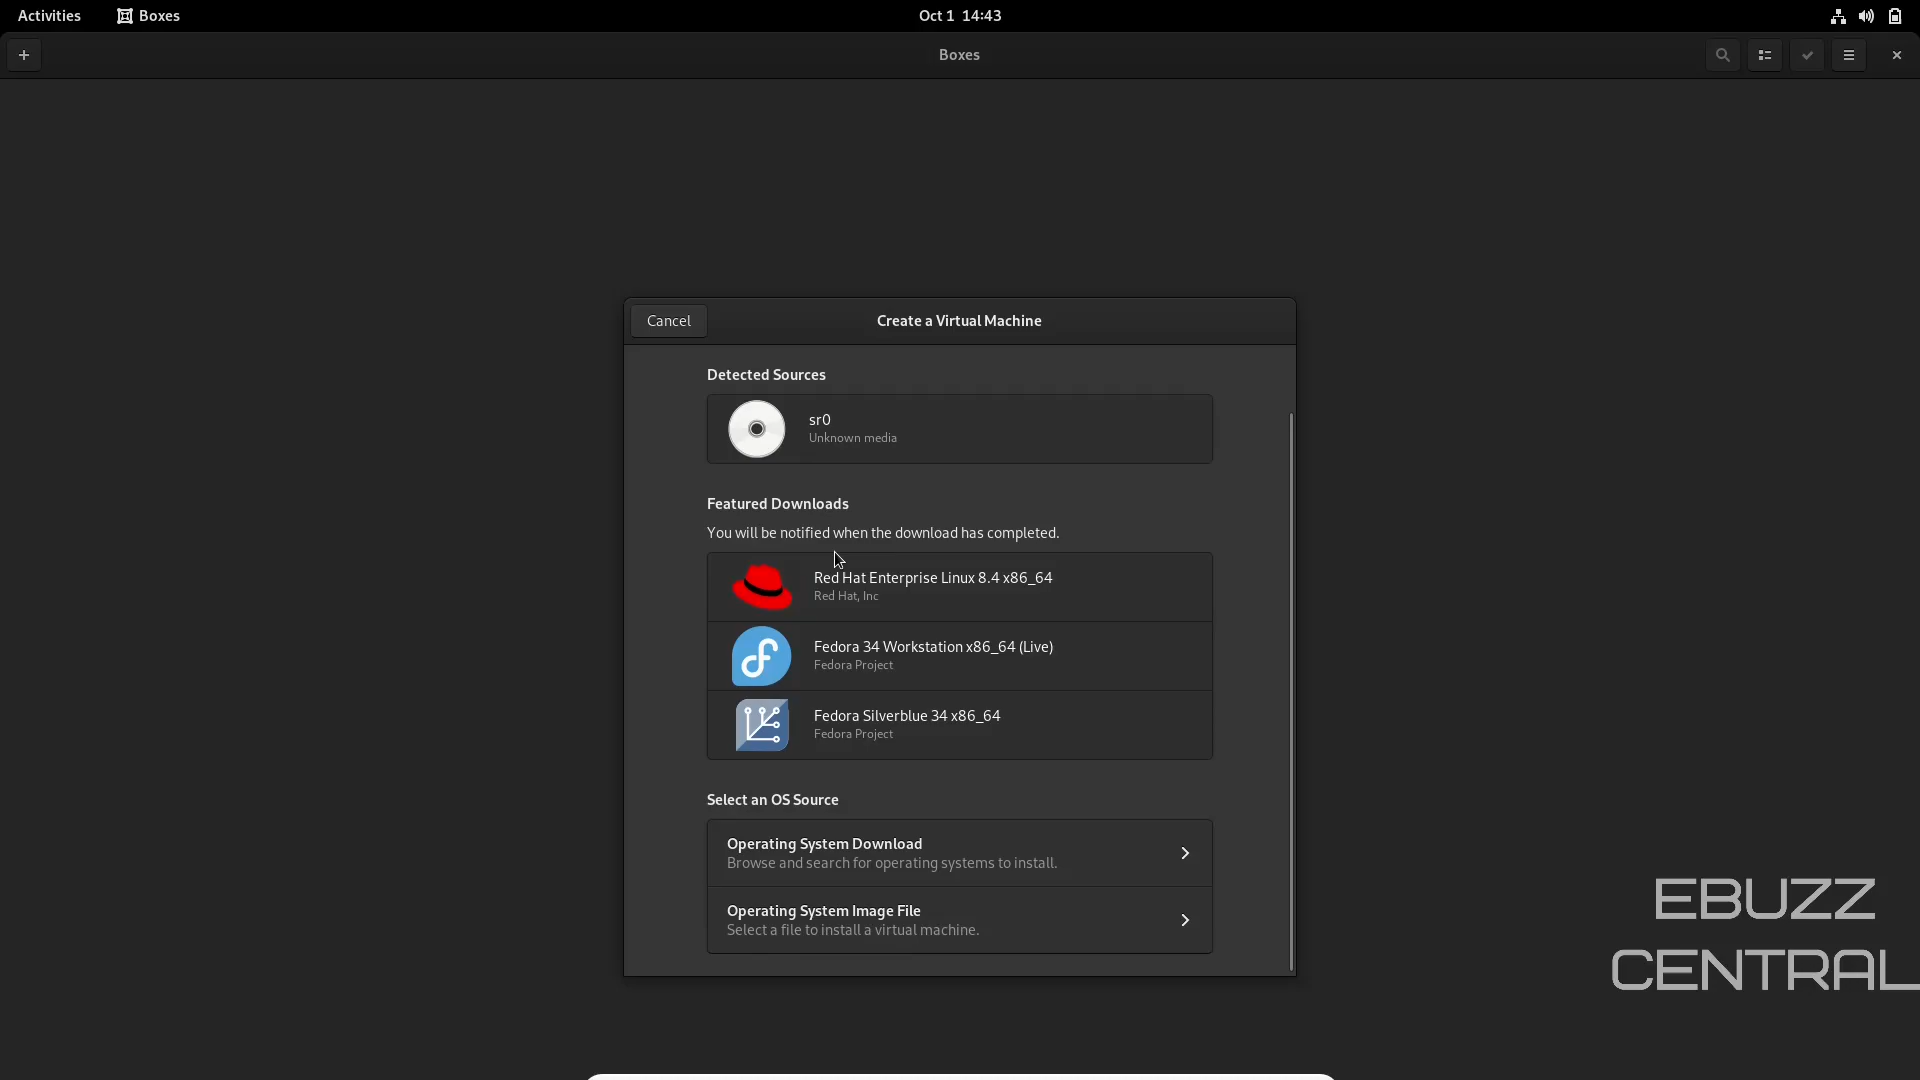 Activities
Boxes
Oct 1 14:43
Boxes
Cancel
Create a Virtual Machine
Detected Sources
sr0
Unknown media
Featured Downloads
You will be notified when the download has completed.
Red Hat Enterprise Linux 8.4 x86_64
Red Hat, Inc
Fedora 34 Workstation x86_64 (Live)
Fedora Project
Fedora Silverblue 34 x86_64
Fedora Project
Select an OS Source
Operating System Download
Browse and search for operating systems to install.
Operating System Image File
Select a file to install a virtual machine.
EBUZZ
CENTRAL